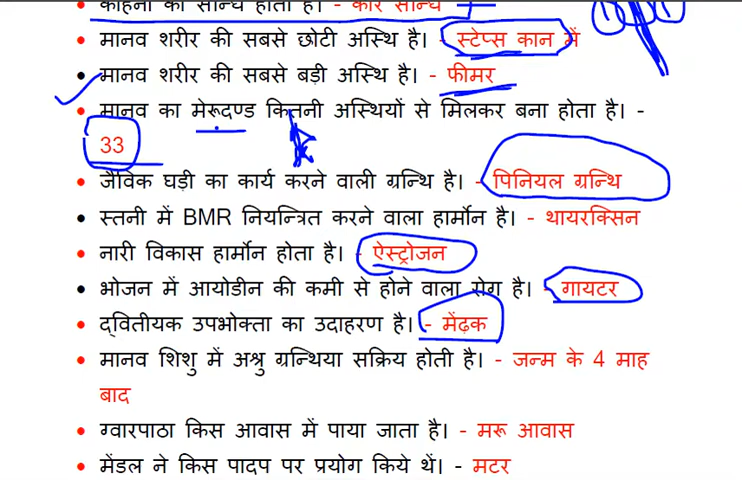 कोहनी की सन्धि होती है। - कोर सन्धि
मानव शरीर की सबसे छोटी अस्थि है। - स्टेप्स कान में
मानव शरीर की सबसे बड़ी अस्थि है। - फीमर
मानव का मेरूदण्ड कितनी अस्थियों से मिलकर बना होता है। -
33
जैविक घड़ी का कार्य करने वाली ग्रन्थि है। - पिनियल ग्रन्थि
स्तनी में BMR नियन्त्रित करने वाला हार्मोन है। - थायरक्सिन
नारी विकास हार्मोन होता है। - ऐस्ट्रोजन
भोजन में आयोडीन की कमी से होने वाला रोग है। - गायटर
द्वितीयक उपभोक्ता का उदाहरण है। - मेंढ़क
मानव शिशु में अश्रु ग्रन्थिया सक्रिय होती है। - जन्म के 4 माह
बाद
ग्वारपाठा किस आवास में पाया जाता है। - मरू आवास
मेंडल ने किस पादप पर प्रयोग किये थें। - मटर